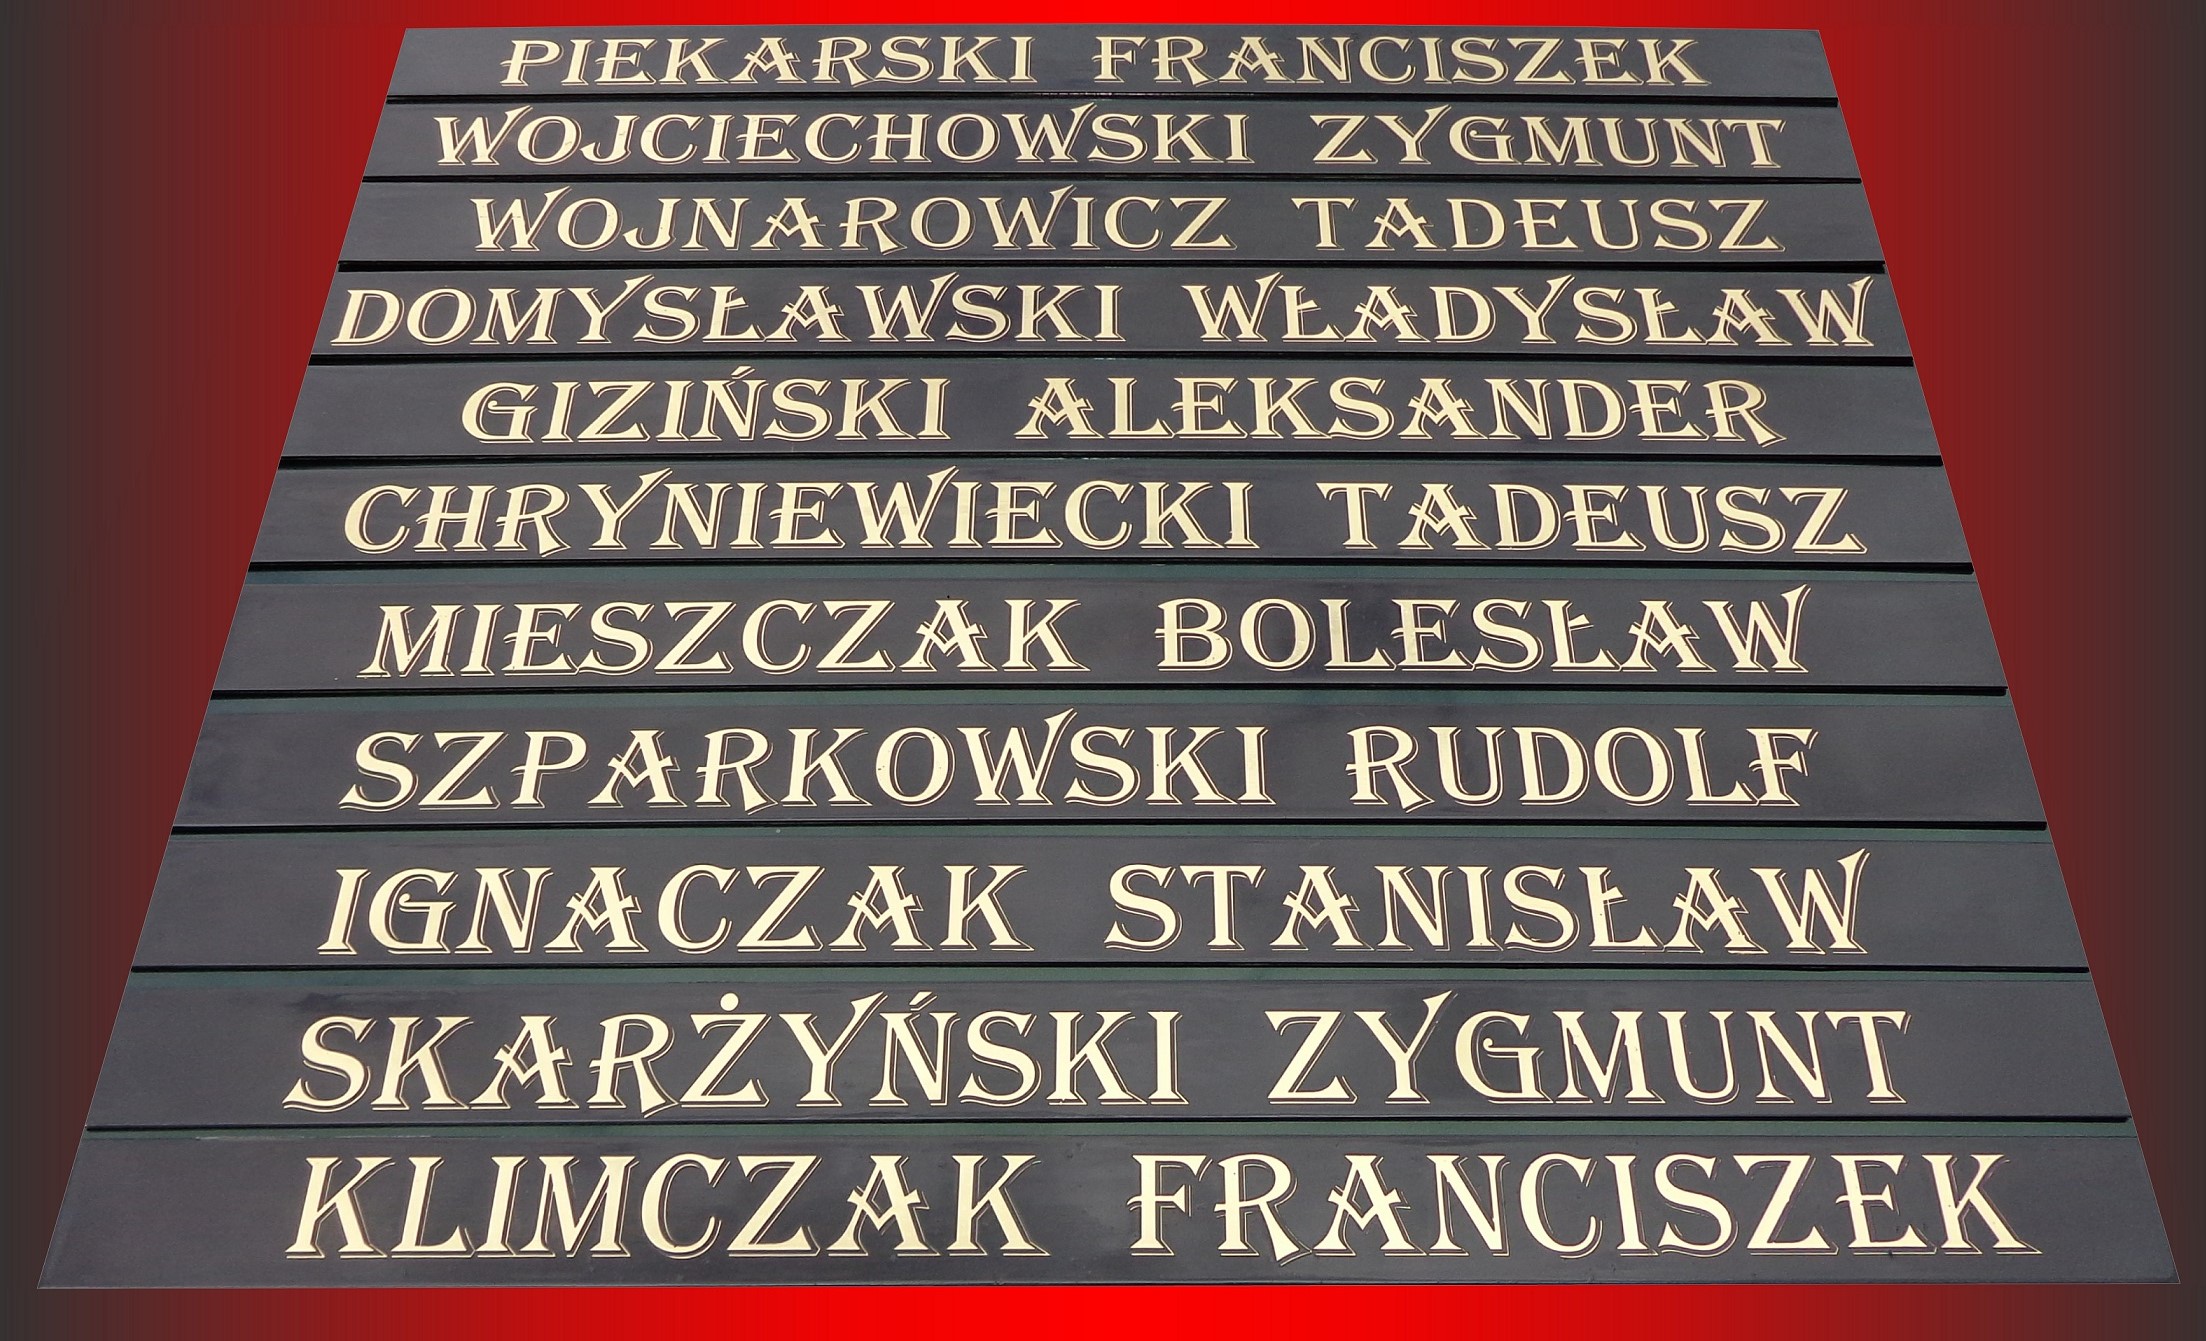 PIEKARSKI FRANCISZEK
WOJCIECHOWSKI ZYGMUNT
WOJNAROWICZ TADEUSZ
DOMYSŁAWSKI WŁADYSŁAW
GIZIŃSKI ALEKSANDER
CHRYNIEWIECKI TADEUSZ
MIESZCZAK BOLESŁAW
SZPARKOWSKI RUDOLF
IGNACZAK STANISŁAW
SKARŻYŃSKI ZYGMUNT
KLIMCZAK FRANCISZEK